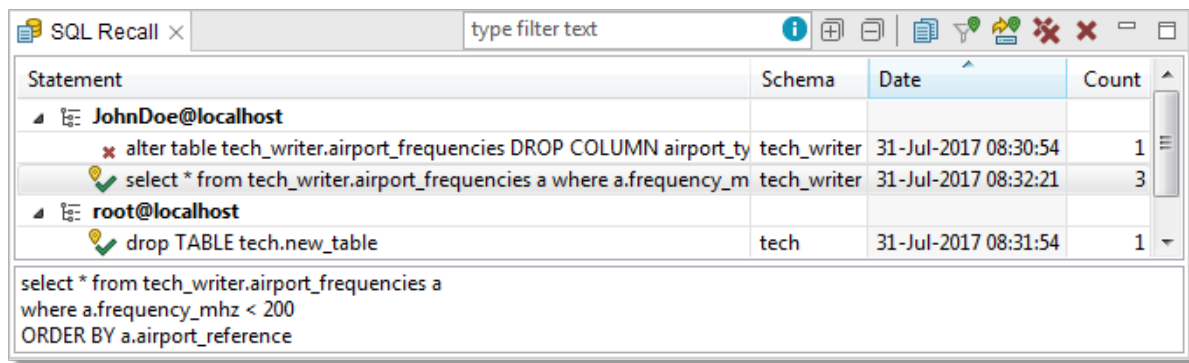 SQL Recall
type filter text
Statement Schema Date Count
JohnDoe@localhost
alter table tech_writer.airport_frequencies DROP COLUMN airport_ty tech_writer 31-Jul-2017 08:30:54 1
select * from tech_writer.airport_frequencies a where a.frequency_m tech_writer 31-Jul-2017 08:32:21 3
root@localhost
drop TABLE tech.new_table tech 31-Jul-2017 08:31:54 1
select * from tech_writer.airport_frequencies a
where a.frequency_mhz < 200
ORDER BY a.airport_reference